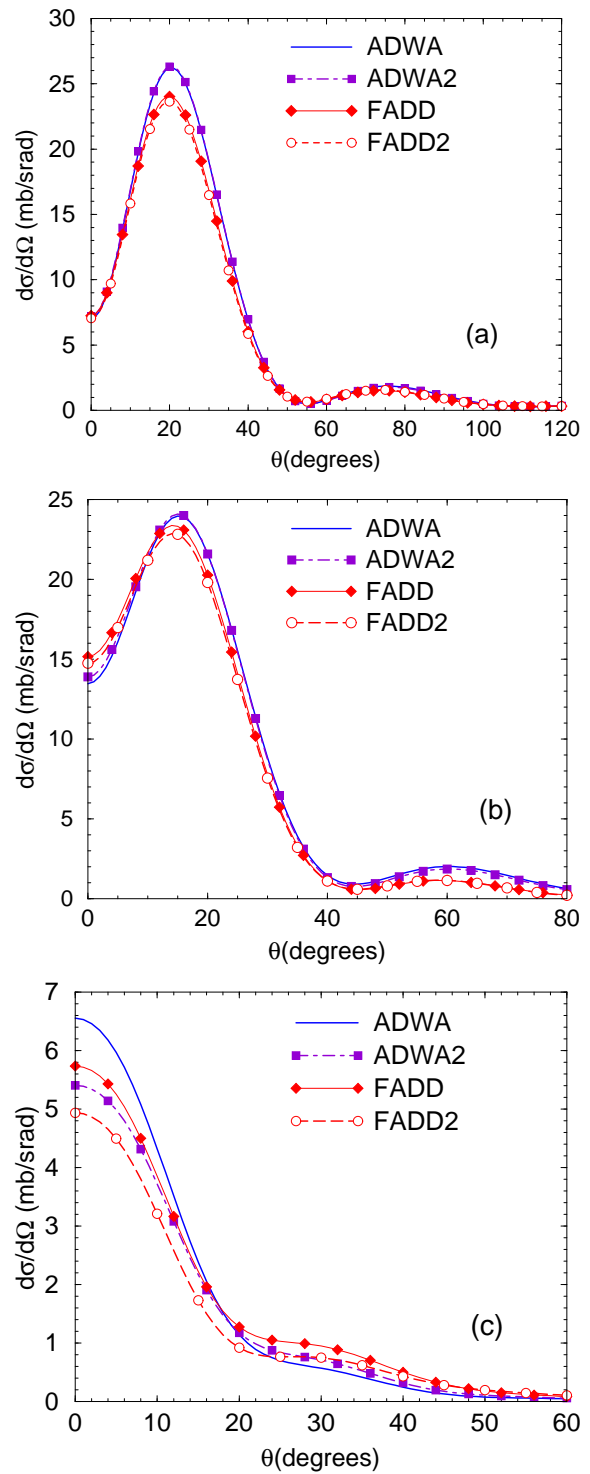 30
25
20
15
10
5
0
dσ/dΩ (mb/srad)
ADWA
ADWA2
FADD
FADD2
(a)
0 20 40 60 80 100 120
θ(degrees)
25
20
15
10
5
0
dσ/dΩ (mb/srad)
ADWA
ADWA2
FADD
FADD2
(b)
0 20 40 60 80
θ(degrees)
7
6
5
4
3
2
1
0
dσ/dΩ (mb/srad)
ADWA
ADWA2
FADD
FADD2
(c)
0 10 20 30 40 50 60
θ(degrees)